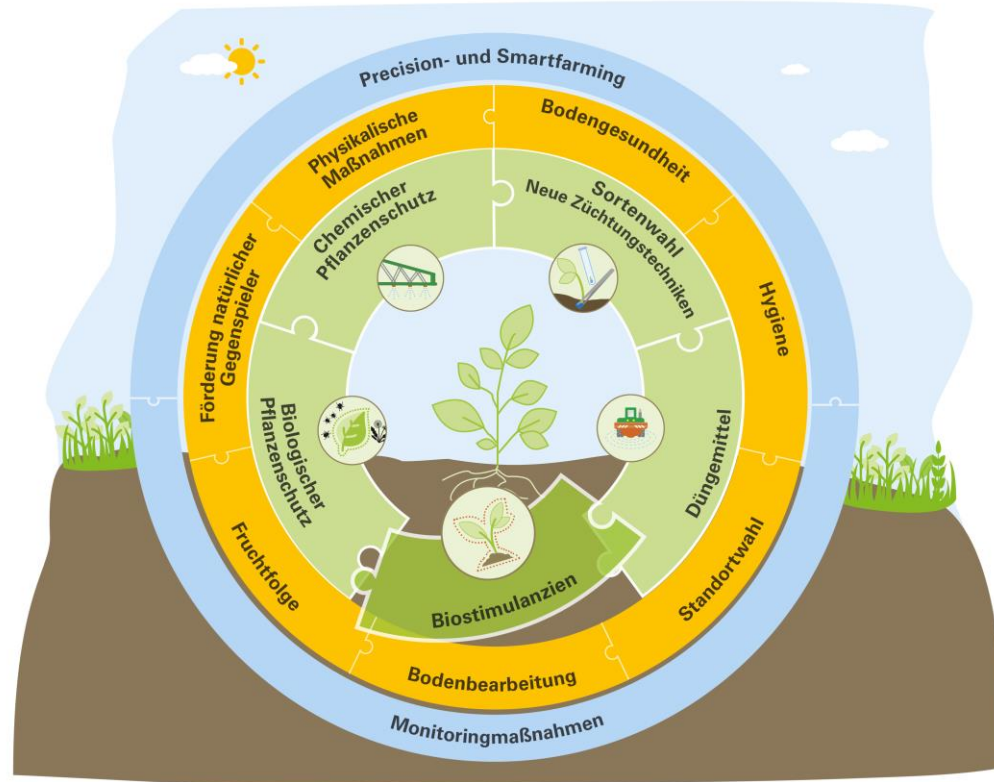 Precision- und Smartfarming
Physikalische
Maßnahmen
Bodengesundheit
Chemischer
Pflanzenschutz
Sortenwahl
Neue Züchtungstechniken
Förderung natürlicher
Gegenspieler
Hygiene
Biologischer
Pflanzenschutz
Düngemittel
Fruchtfolge
Standortwahl
Biostimulanzien
Bodenbearbeitung
Monitoringmaßnahmen